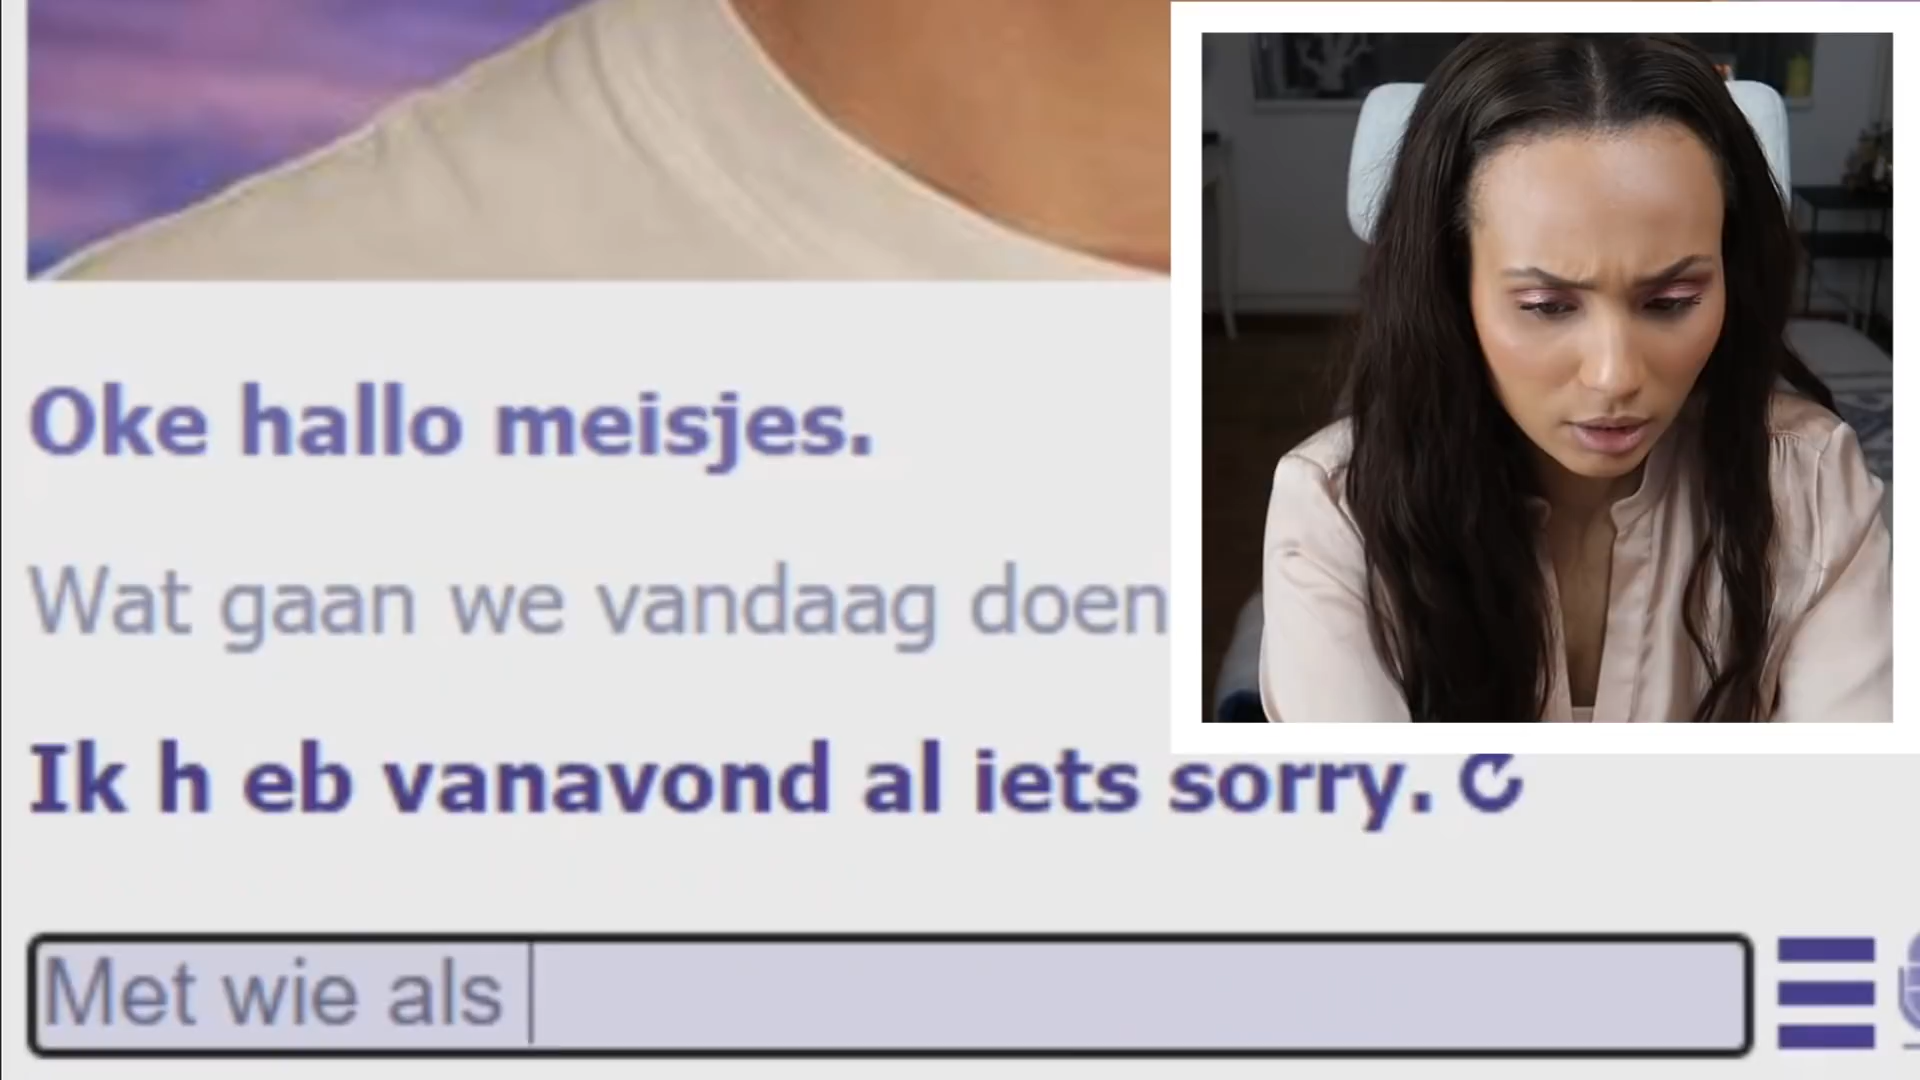 Oke hallo meisjes.
Wat gaan we vandaag doen
Ik h eb vanavond al iets sorry.
Met wie als